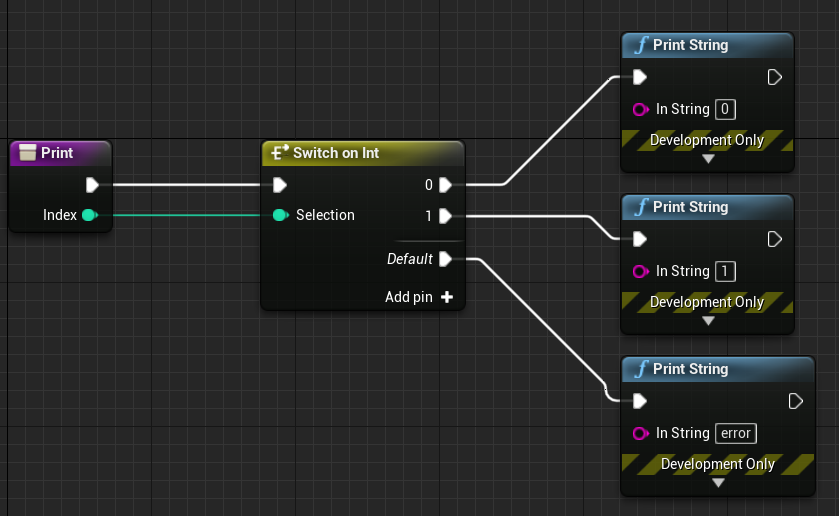 Print
Index
Switch on Int
0
Selection
1
Default
Add pin
Print String
In String 0
Development Only
Print String
In String 1
Development Only
Print String
In String error
Development Only